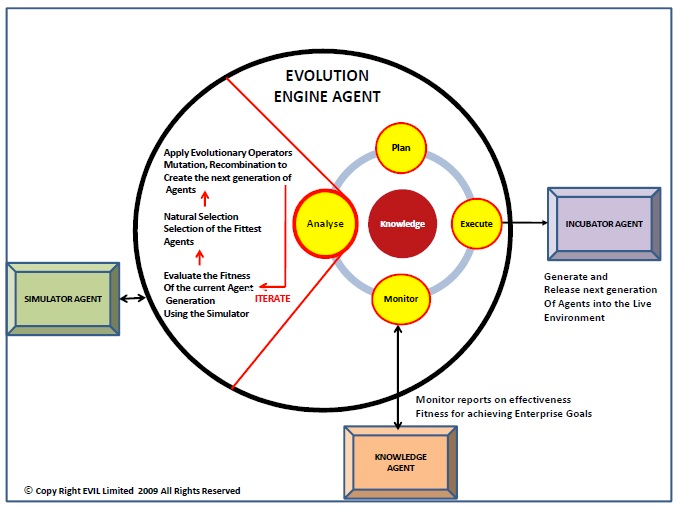 EVOLUTION
ENGINE AGENT
Plan
Apply Evolutionary Operators
Mutation, Recombination to
Create the next generation of
Agents
Natural Selection
Selection of the Fittest
Agents
Analyse
Knowledge
Execute
INCUBATOR AGENT
Evaluate the Fitness
Of the current Agent
Generation
Using the Simulator
ITERATE
Monitor
SIMULATOR AGENT
Generate and
Release next generation
Of Agents into the Live
Environment
Monitor reports on effectiveness
Fitness for achieving Enterprise Goals
KNOWLEDGE
AGENT
© Copy Right EVIL Limited 2009 All Rights Reserved